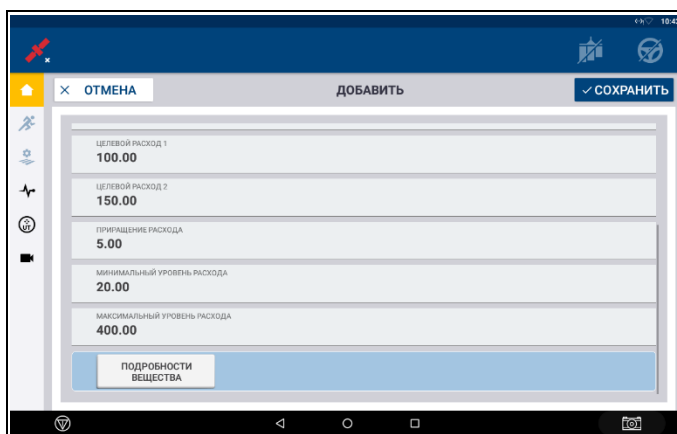 10:42
× ОТМЕНА
ДОБАВИТЬ
СОХРАНИТЬ
ЦЕЛЕВОЙ РАСХОД 1
100.00
ЦЕЛЕВОЙ РАСХОД 2
150.00
ПРИРАЩЕНИЕ РАСХОДА
5.00
МИНИМАЛЬНЫЙ УРОВЕНЬ РАСХОДА
20.00
МАКСИМАЛЬНЫЙ УРОВЕНЬ РАСХОДА
400.00
ПОДРОБНОСТИ
ВЕЩЕСТВА
UT